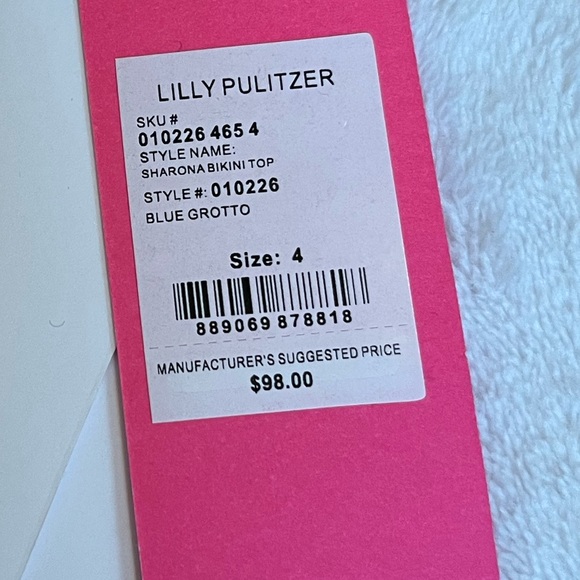 LILLY PULITZER
SKU #
010226 465 4
STYLE NAME:
SHARONA BIKINI TOP
STYLE #: 010226
BLUE GROTTO
Size: 4
889069 878818
MANUFACTURER'S SUGGESTED PRICE
$98.00